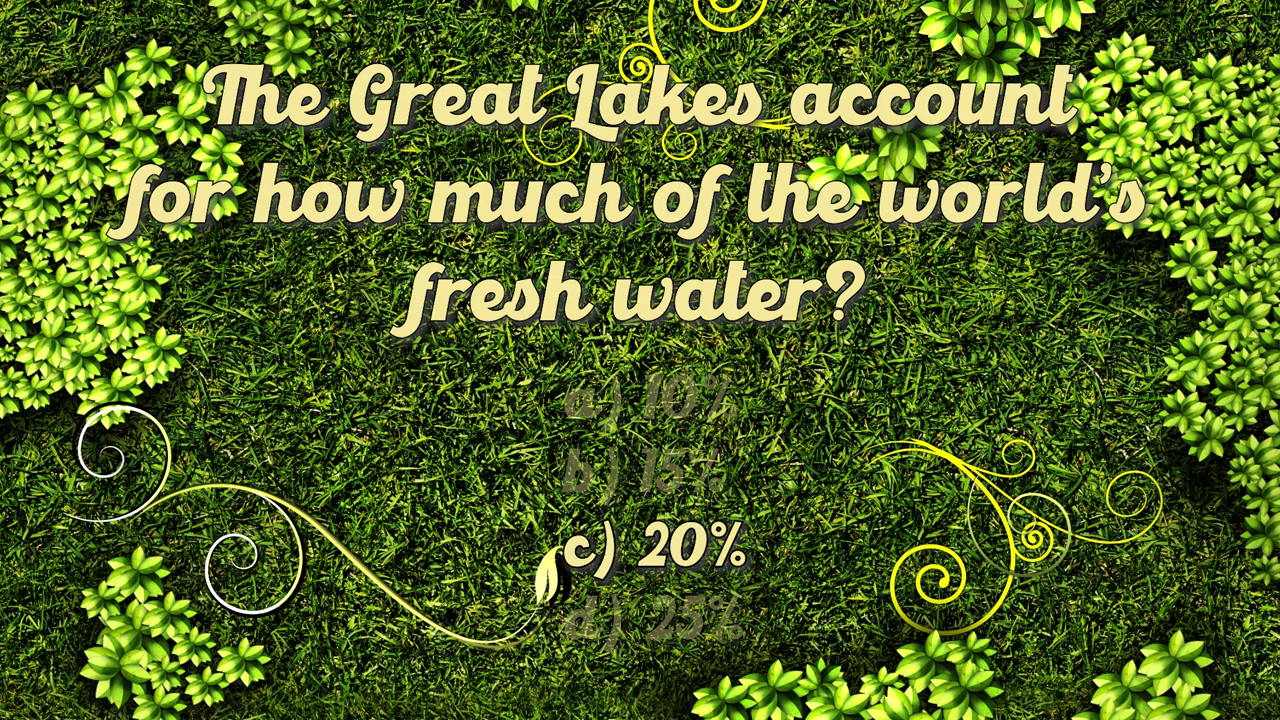 The Great Lakes account
for how much of the world's
fresh water?
a) 10%
b) 15%
c) 20%
d) 25%